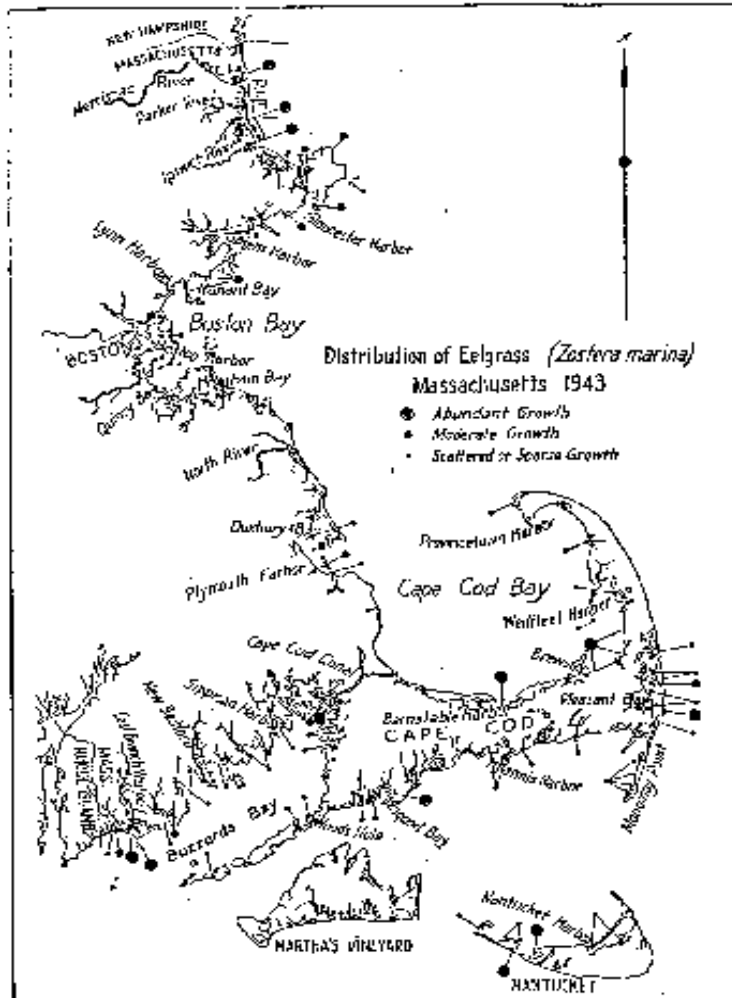 NEW HAMPSHIRE
MASSACHUSETTS
Merrimac River
Parker River
Ipswich River
Gloucester Harbor
Harbor
Lynn Harbor
Nahant Bay
Boston Bay
BOSTON
Harbor
Bay
Quincy
North River
Distribution of Eelgrass (Zostera marina)
Massachusetts 1943
Abundant Growth
Moderate Growth
Scattered or Sparse Growth
Duxbury
Plymouth Harbor
Provincetown Harbor
Cape Cod Bay
Wellfleet Harbor
Cape Cod Canal
Brewster
Pleasant Bay
Sippican Harbor
New Bedford
Barnstable Harbor
CAPE COD
Harbor
Monomoy Point
MASS
RHODE ISLAND
Buzzards Bay
Woods Hole
Bay
MARTHA'S VINEYARD
Nantucket Harbor
NANTUCKET